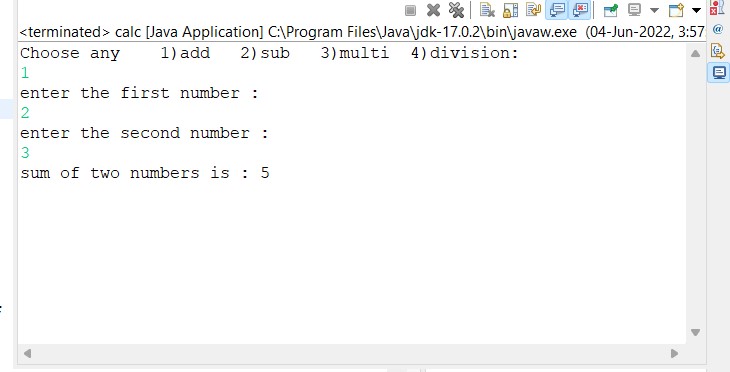 <terminated> calc [Java Application] C:\Program Files\Java\jdk-17.0.2\bin\javaw.exe (04-Jun-2022, 3:57
Choose any    1)add   2)sub   3)multi  4)division:
1
enter the first number :
2
enter the second number :
3
sum of two numbers is : 5